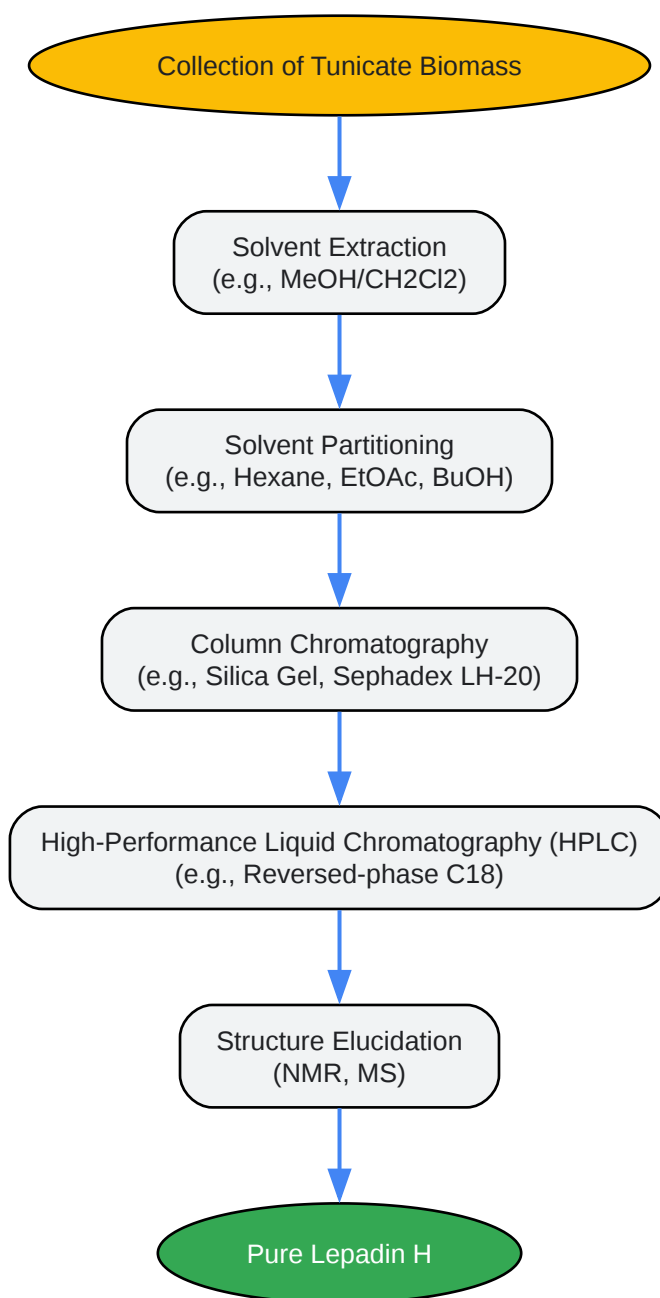 Collection of Tunicate Biomass
Solvent Extraction
(e.g., MeOH/CH2Cl2)
Solvent Partitioning
(e.g., Hexane, EtOAc, BuOH)
Column Chromatography
(e.g., Silica Gel, Sephadex LH-20)
High-Performance Liquid Chromatography (HPLC)
(e.g., Reversed-phase C18)
Structure Elucidation
(NMR, MS)
Pure Lepadin H